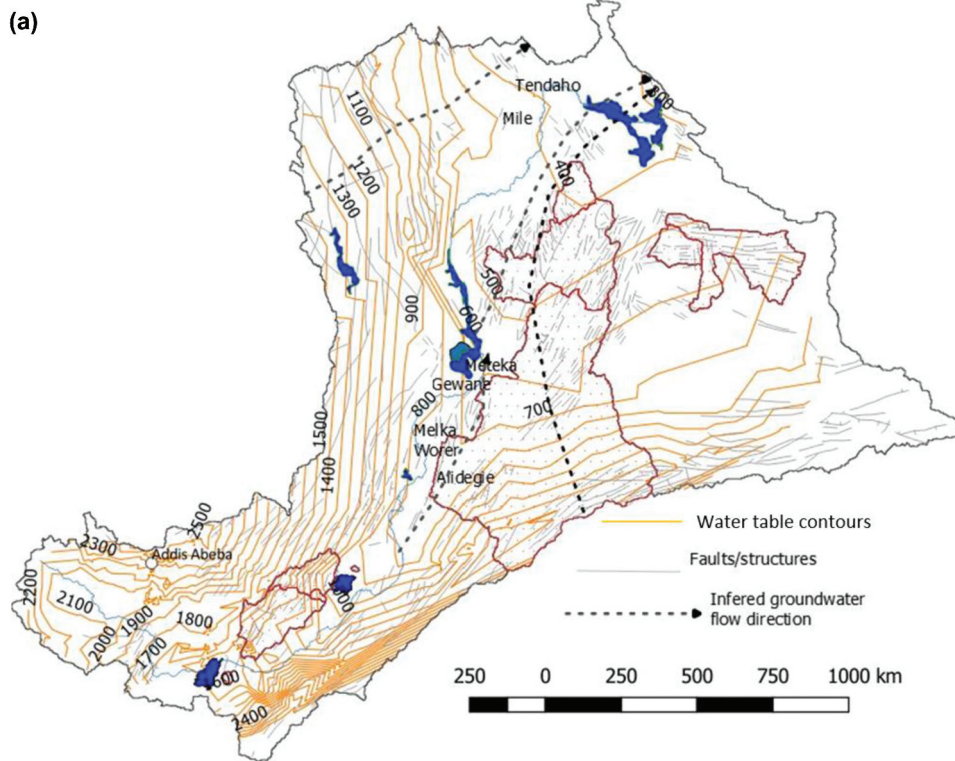 (a)
Tendaho
Mile
1100
1200
1300
400
500
600
900
Meteka
Gewane
800
700
Melka
Worer
Alidegie
1500
1400
2500
2300
Addis Abeba
2200
2100
2000
1900
1800
1700
2400
Water table contours
Faults/structures
Infered groundwater
flow direction
250 0 250 500 750 1000 km